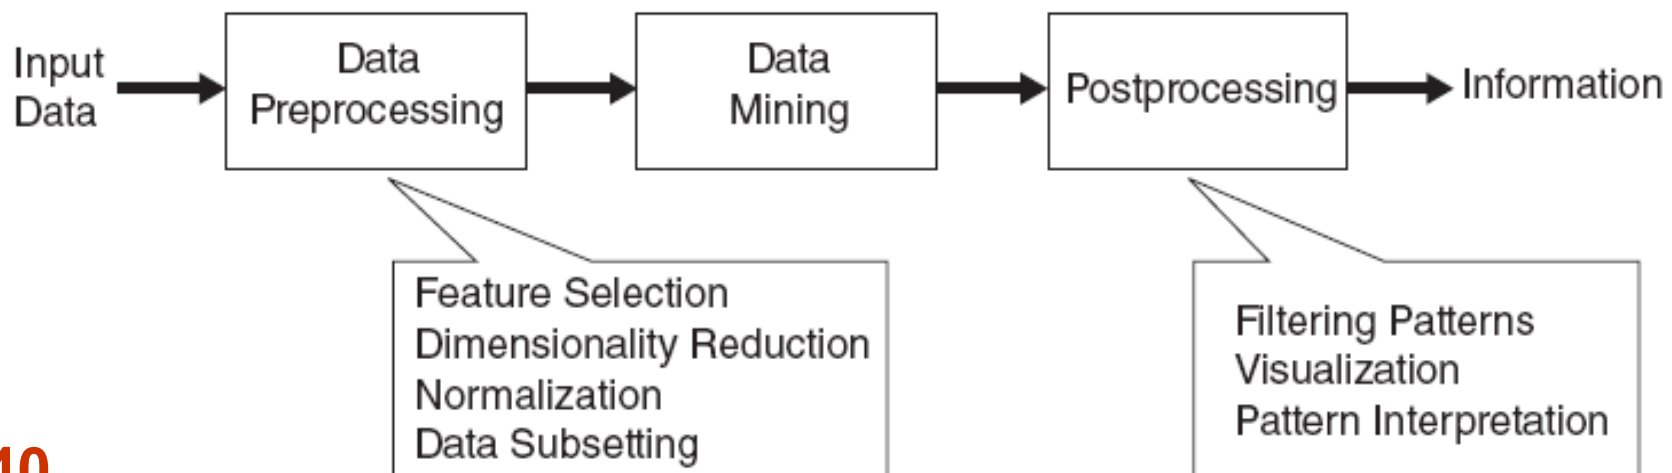 Input
Data
Data
Preprocessing
Data
Mining
Postprocessing
Information
Feature Selection
Dimensionality Reduction
Normalization
Data Subsetting
Filtering Patterns
Visualization
Pattern Interpretation